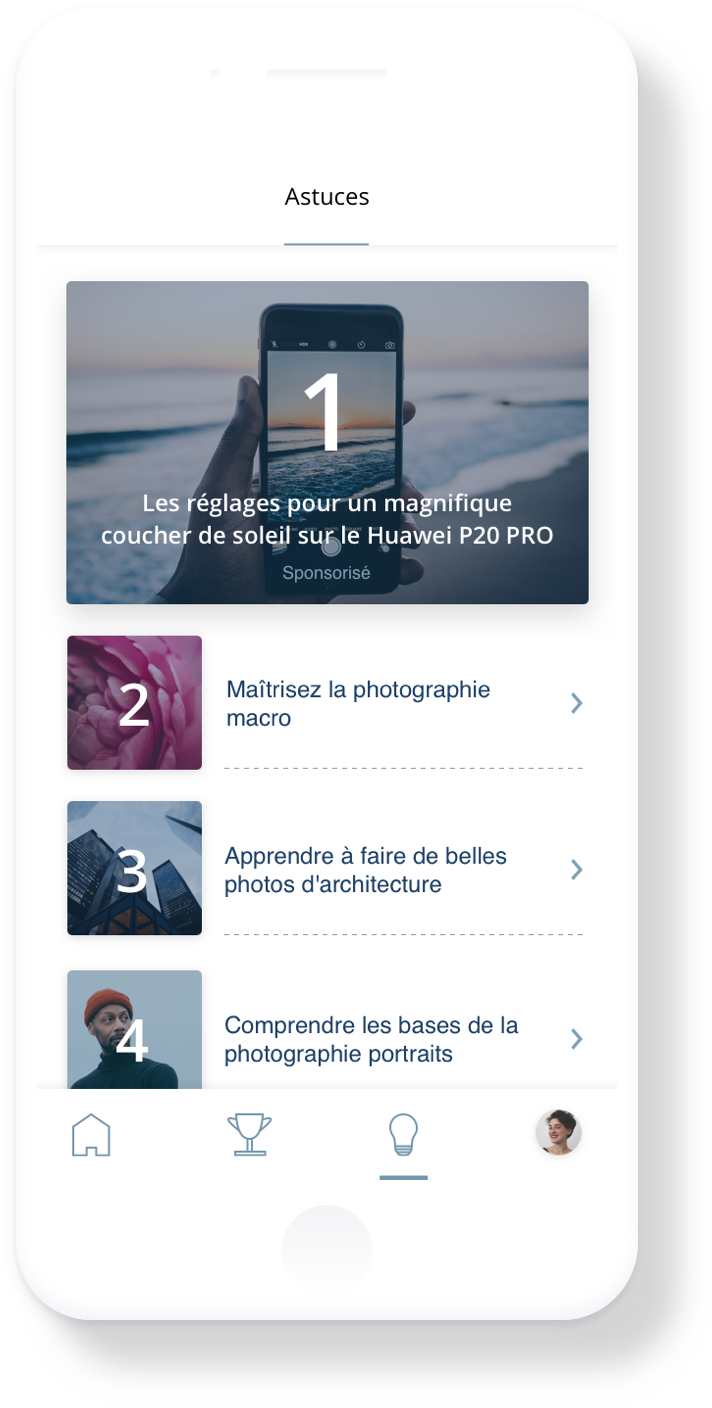 Astuces
1
Les réglages pour un magnifique
coucher de soleil sur le Huawei P20 PRO
Sponsorisé
2
Maîtrisez la photographie
macro
3
Apprendre à faire de belles
photos d'architecture
4
Comprendre les bases de la
photographie portraits